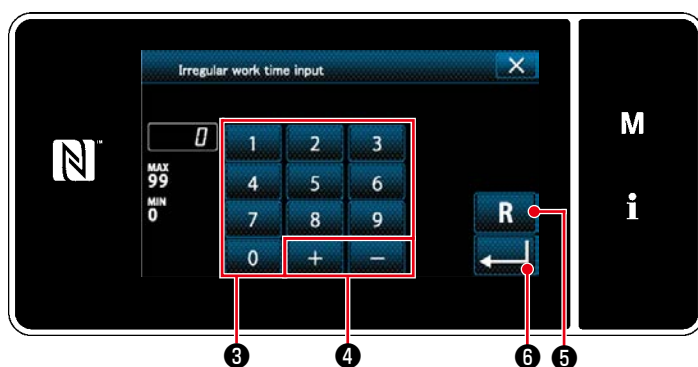 Irregular work time input
0
1 2 3
MAX
99
4 5 6
MIN
0
7 8 9
R
0 + −
N™
M
i
❸ ❹ ❻ ❺